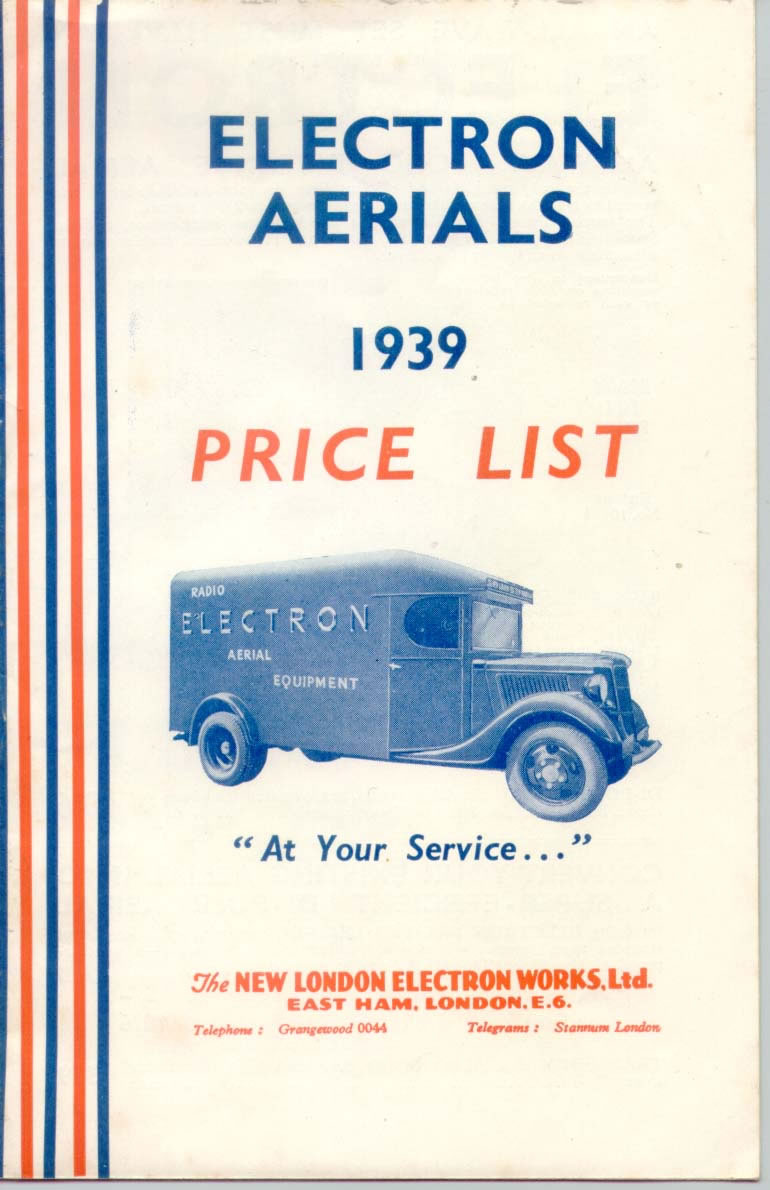 ELECTRON
AERIALS
1939
PRICE LIST
RADIO
ELECTRON
AERIAL
EQUIPMENT
"At Your Service..."
The NEW LONDON ELECTRON WORKS, Ltd.
EAST HAM, LONDON. E.6.
Telephone : Grangewood 0044 Telegrams : Stannum London